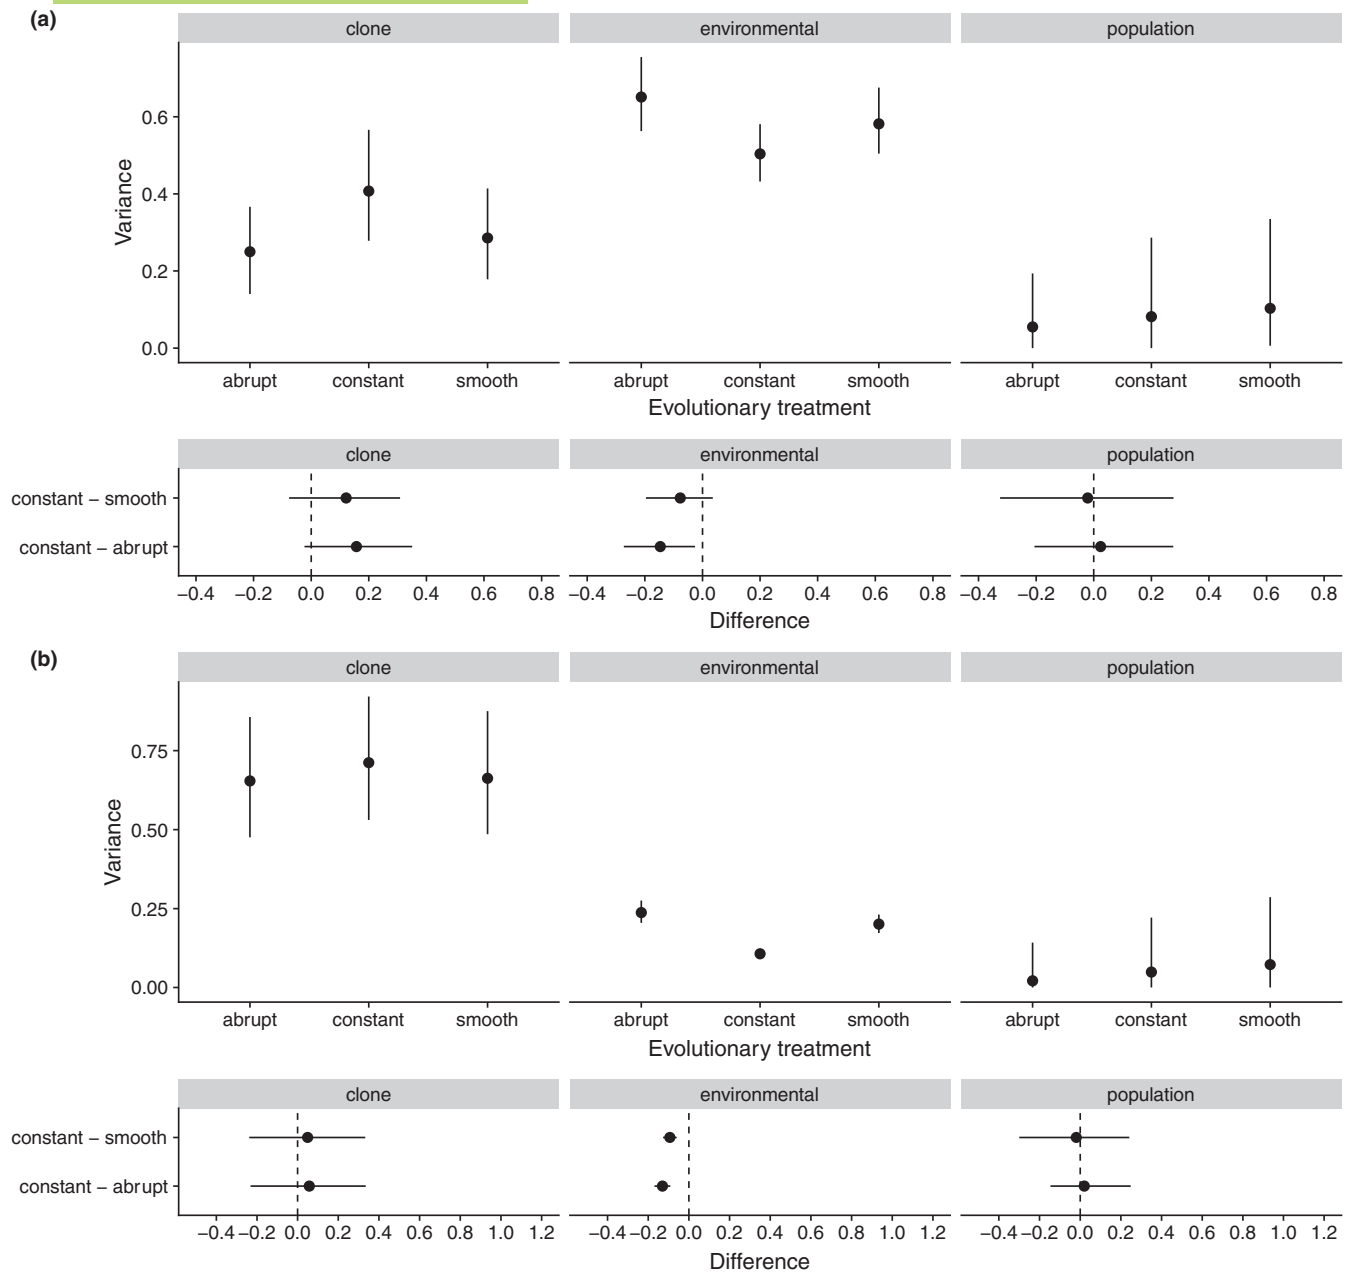 (a)
clone environmental population
Variance
0.6
0.4
0.2
0.0
abrupt constant smooth abrupt constant smooth abrupt constant smooth
Evolutionary treatment
clone environmental population
constant – smooth
constant – abrupt
–0.4 –0.2 0.0 0.2 0.4 0.6 0.8 –0.4 –0.2 0.0 0.2 0.4 0.6 0.8 –0.4 –0.2 0.0 0.2 0.4 0.6 0.8
Difference
(b)
clone environmental population
Variance
0.75
0.50
0.25
0.00
abrupt constant smooth abrupt constant smooth abrupt constant smooth
Evolutionary treatment
clone environmental population
constant – smooth
constant – abrupt
–0.4 –0.2 0.0 0.2 0.4 0.6 0.8 1.0 1.2 –0.4 –0.2 0.0 0.2 0.4 0.6 0.8 1.0 1.2 –0.4 –0.2 0.0 0.2 0.4 0.6 0.8 1.0 1.2
Difference